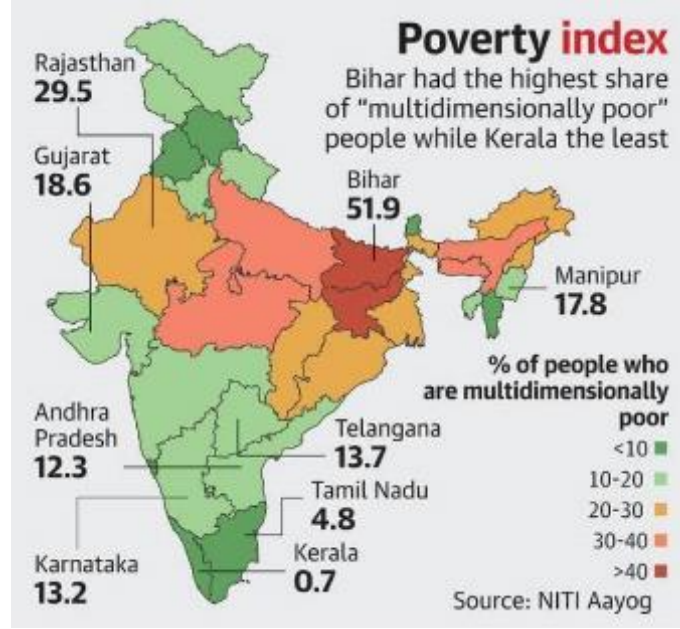 Poverty index
Bihar had the highest share
of “multidimensionally poor”
people while Kerala the least
Rajasthan
29.5
Gujarat
18.6
Bihar
51.9
Manipur
17.8
% of people who
are multidimensionally
poor
<10
10-20
20-30
30-40
>40
Andhra
Pradesh
12.3
Telangana
13.7
Tamil Nadu
4.8
Kerala
0.7
Karnataka
13.2
Source: NITI Aayog